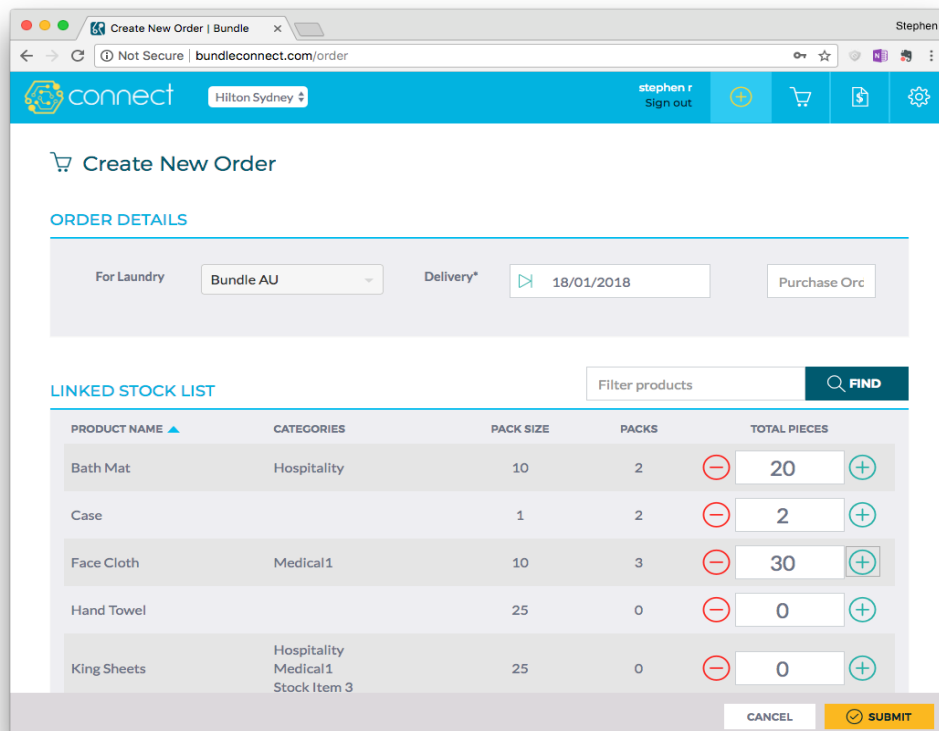 Create New Order | Bundle
Stephen
Not Secure | bundleconnect.com/order
connect
Hilton Sydney
stephen r
Sign out
Create New Order
ORDER DETAILS
For Laundry
Bundle AU
Delivery*
18/01/2018
Purchase Orc
LINKED STOCK LIST
Filter products
FIND
PRODUCT NAME CATEGORIES PACK SIZE PACKS TOTAL PIECES
Bath Mat Hospitality 10 2 20
Case 1 2 2
Face Cloth Medical1 10 3 30
Hand Towel 25 0 0
Hospitality
King Sheets Medical1 25 0 0
Stock Item 3
CANCEL
SUBMIT